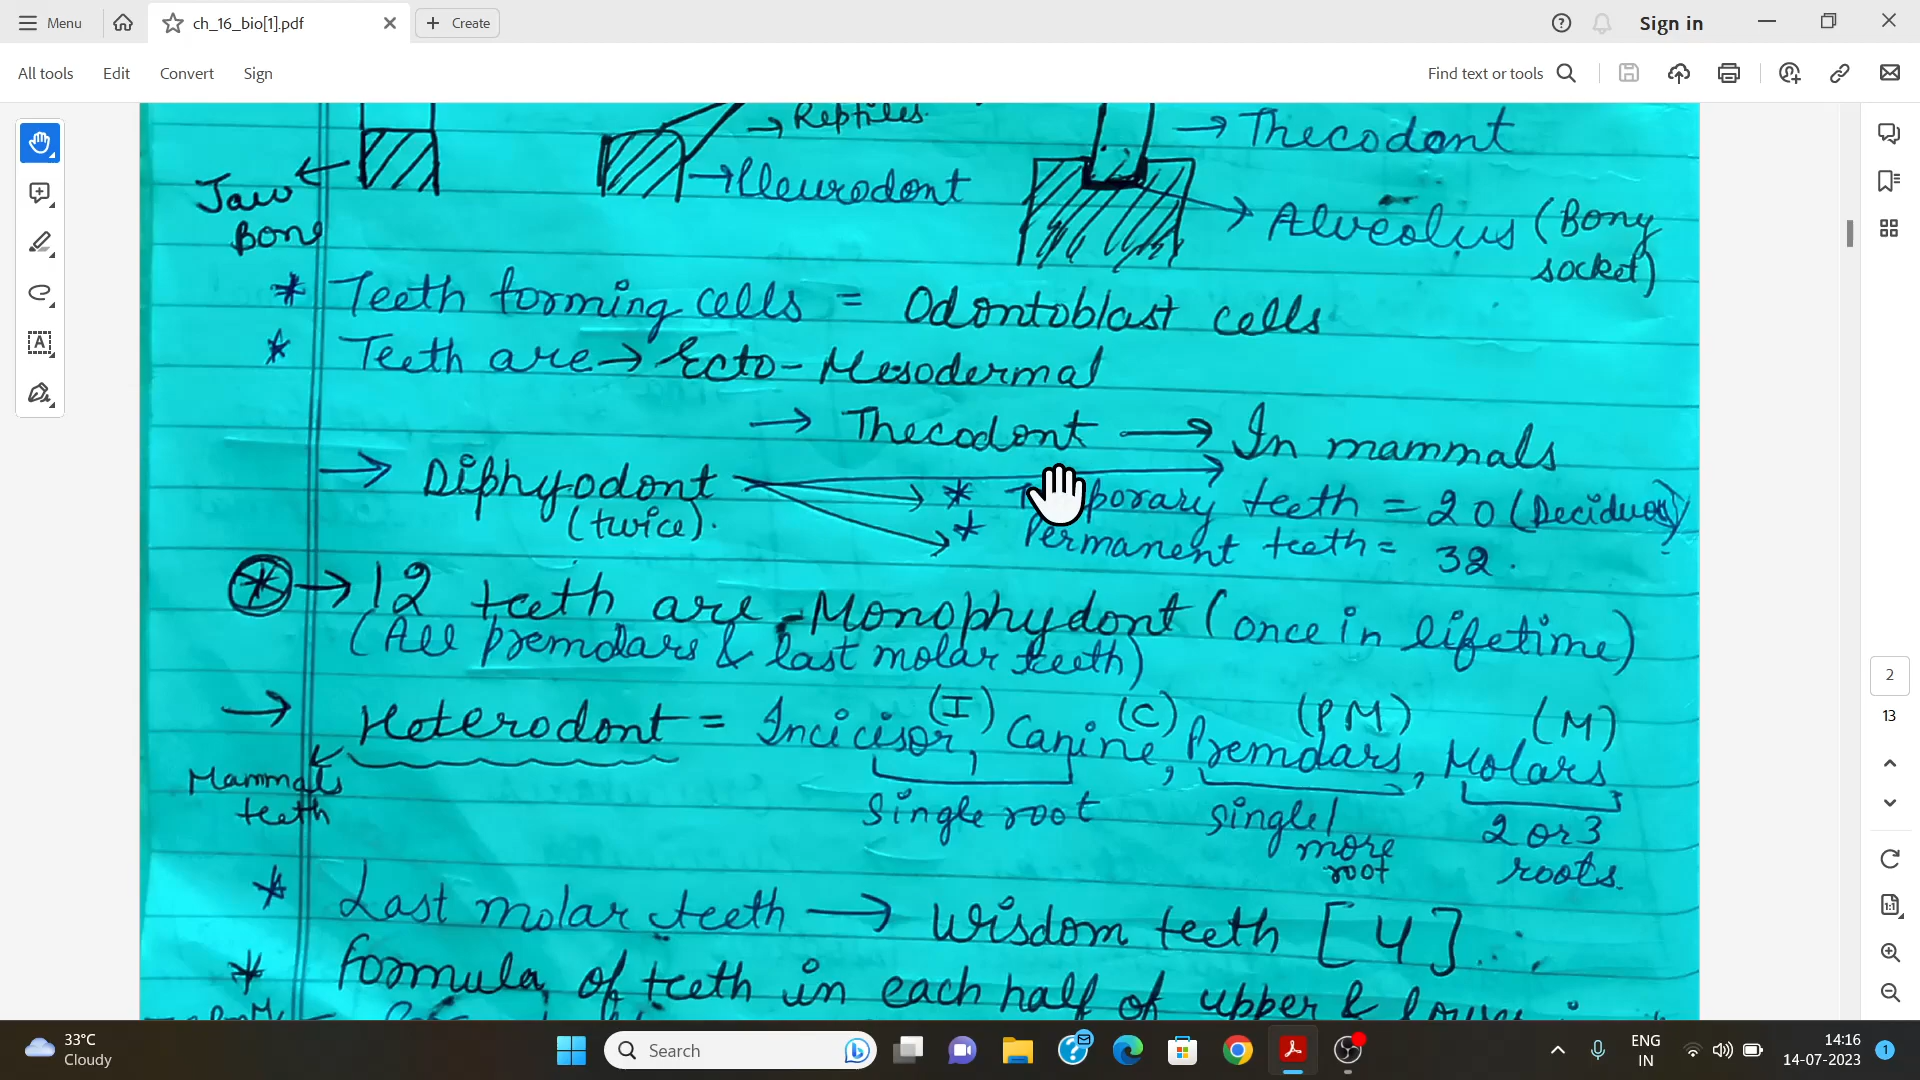 Menu
ch_16_bio[1].pdf
Create
Sign in
All tools
Edit
Convert
Sign
Find text or tools
→ Reptiles
→ Thecodont
Jaw
Bone
→ Pleurodont
Alveolus (Bony
socket)
* Teeth forming cells = Odontoblast cells
* Teeth are → Ecto-Mesodermal
→ Thecodont → In mammals
→ Diphyodont
(twice).
* porary teeth = 20 (Deciduos)
* Permanent teeth = 32.
* → 12 teeth are - Monophydont (once in lifetime)
(All premolars & last molar teeth)
(I) (C) (PM) (M)
→ Heterodont = Incicisor, Canine, Premolars, Molars
Mammals
teeth
single root
single/
more
root
2 or 3
roots.
* Last molar teeth → Wisdom teeth [4]..
* Formula of teeth in each half of upper & lower
2
13
1:1
33°C
Cloudy
Search
ENG
IN
14:16
14-07-2023
1